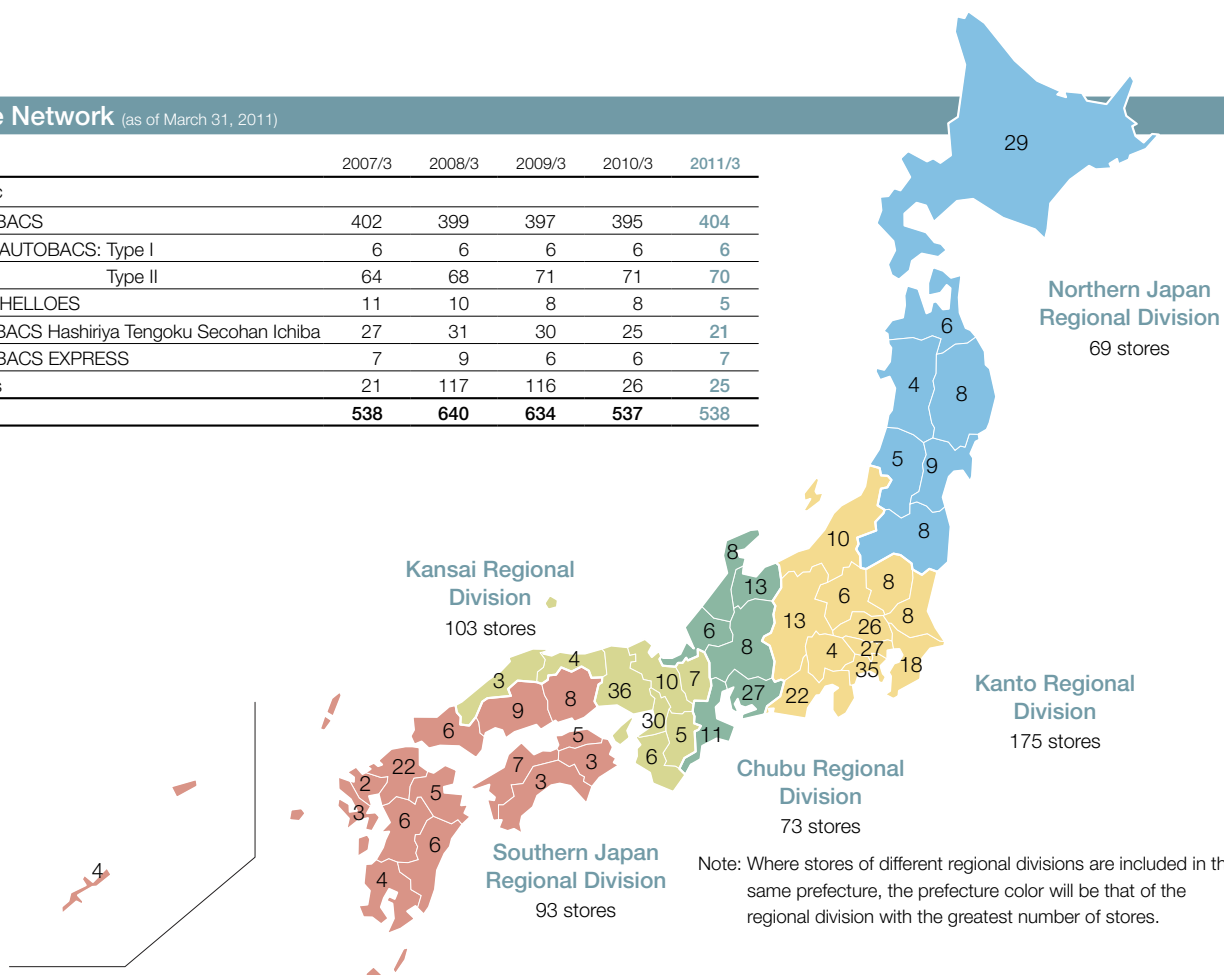 Network (as of March 31, 2011)
2007/3 2008/3 2009/3 2010/3 2011/3
BACS 402 399 397 395 404
AUTOBACS: Type I 6 6 6 6 6
Type II 64 68 71 71 70
HELLOES 11 10 8 8 5
BACS Hashiriya Tengoku Secohan Ichiba 27 31 30 25 21
BACS EXPRESS 7 9 6 6 7
21 117 116 26 25
538 640 634 537 538
29
Northern Japan
Regional Division
69 stores
6
4
8
5
9
8
10
8
13
8
6
8
13
6
26
8
27
4
35
18
22
27
11
Kansai Regional
Division
103 stores
4
3
36
10
7
30
5
6
8
9
6
5
7
3
3
22
2
5
3
6
6
4
4
Kanto Regional
Division
175 stores
Chubu Regional
Division
73 stores
Southern Japan
Regional Division
93 stores
Note: Where stores of different regional divisions are included in th
same prefecture, the prefecture color will be that of the
regional division with the greatest number of stores.